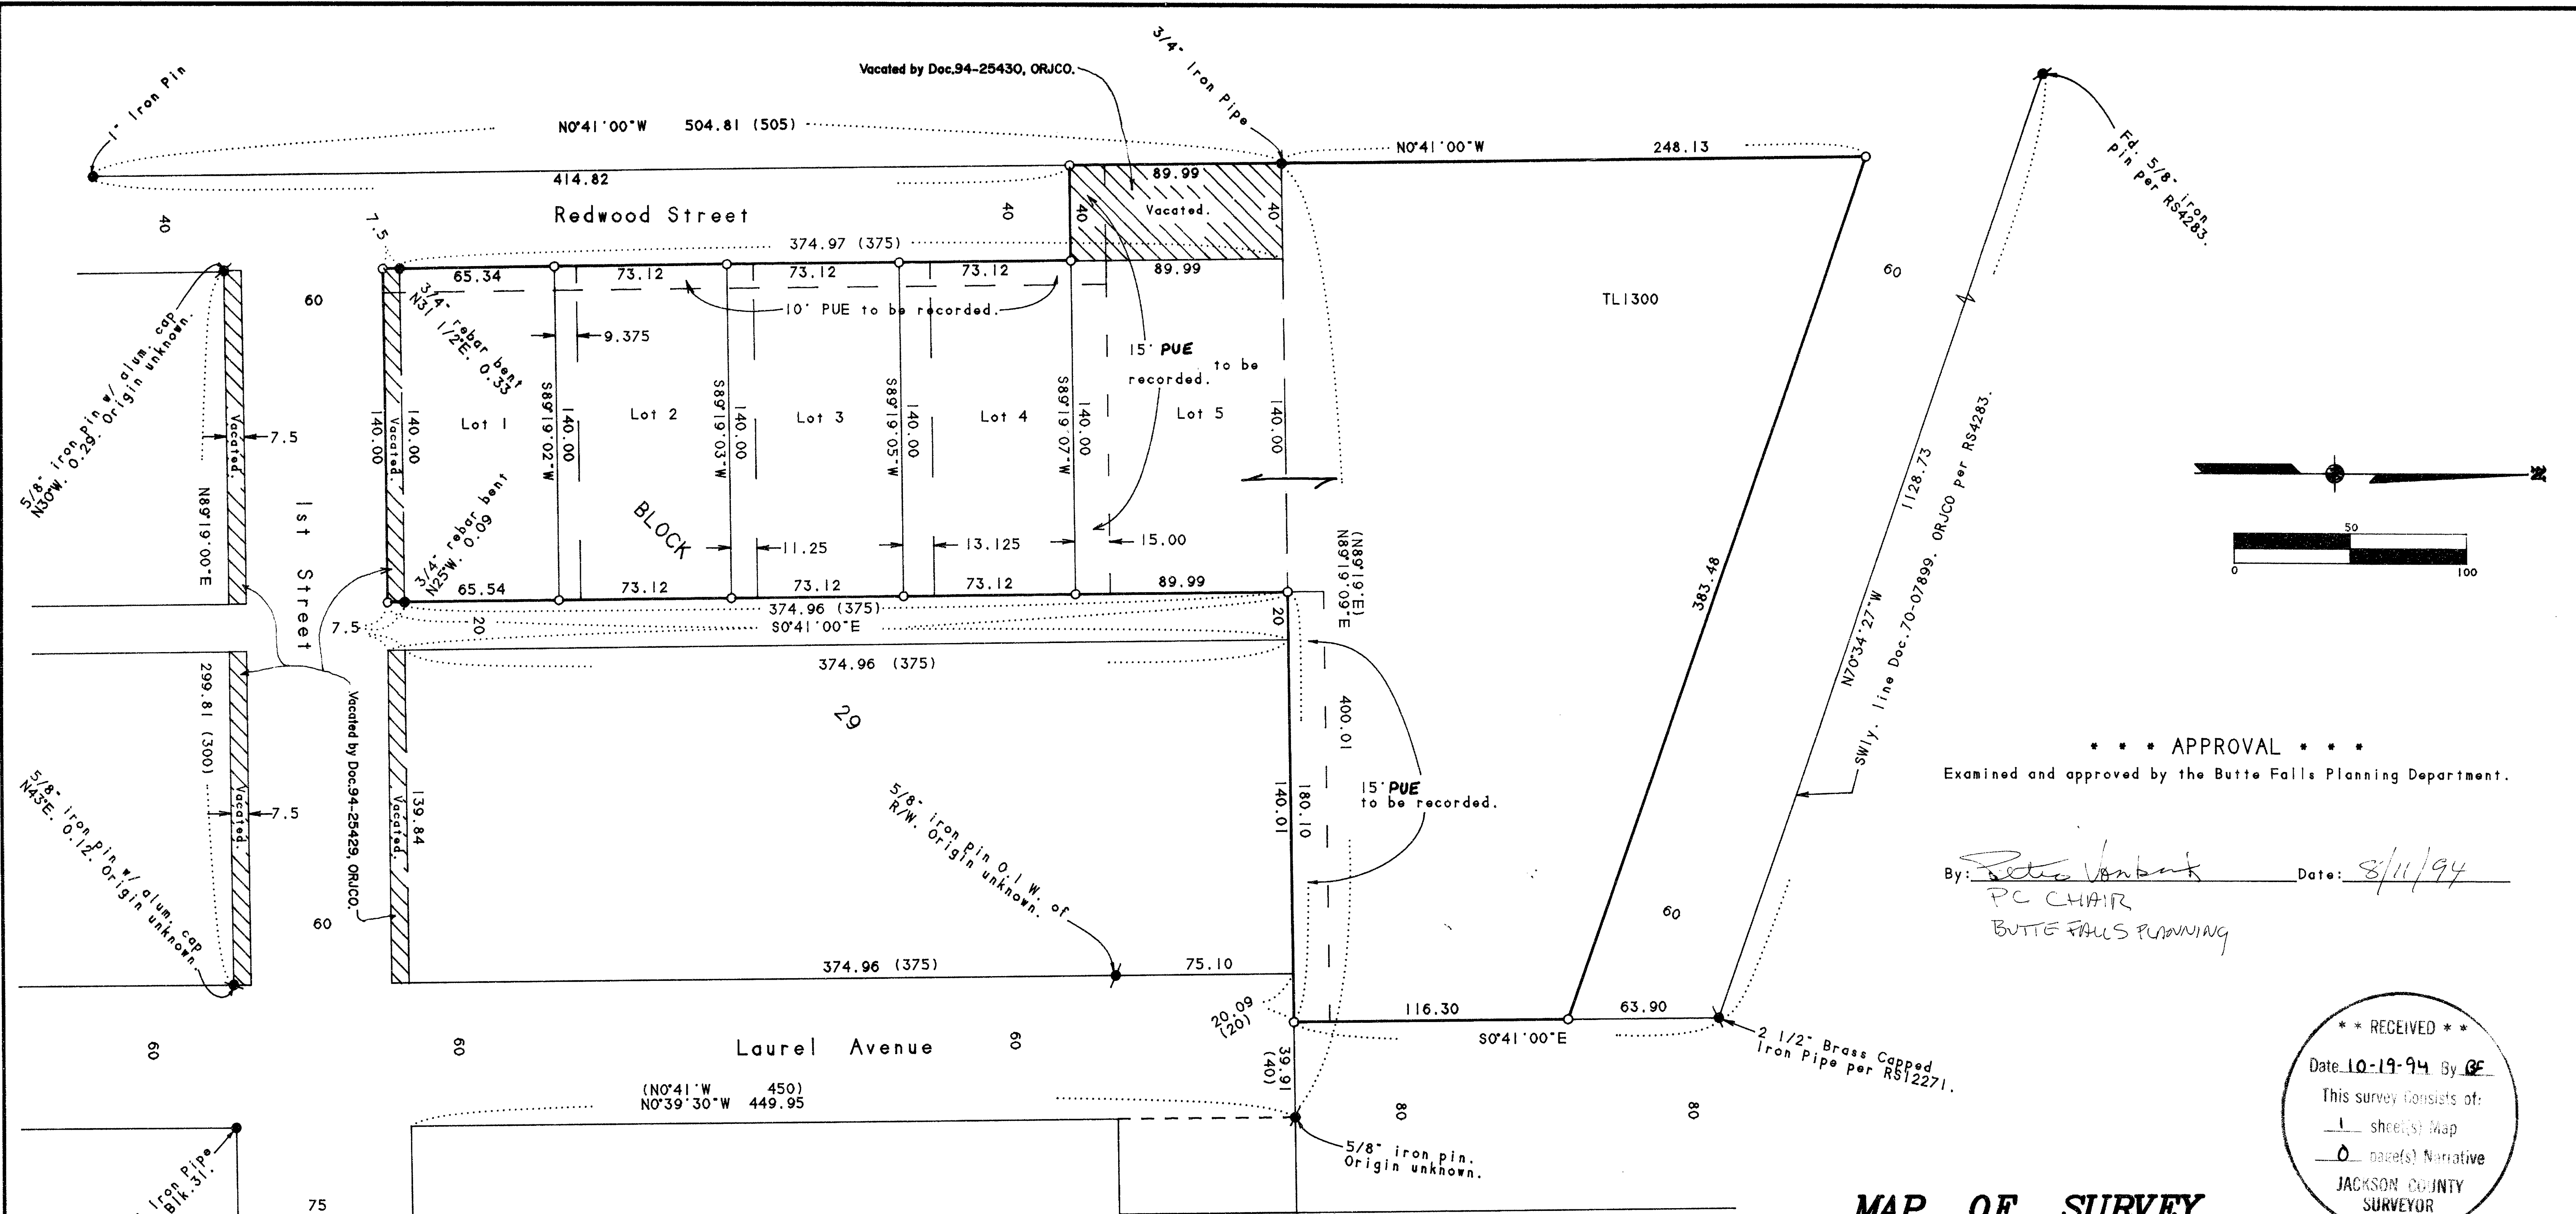 Vacated by Doc.94-25430, ORJCO.
3/4" Iron Pipe
1" Iron Pin
N0°41'00"W 504.81 (505)
N0°41'00"W 248.13
414.82
89.99
Fd. 5/8" iron
pin per RS4283.
40
7.5
Redwood Street
40
40
Vacated.
40
374.97 (375)
60
65.34
73.12
73.12
73.12
89.99
60
TL1300
3/4" rebar bent
N31 1/2°E. 0.33
10' PUE to be recorded.
9.375
5/8" iron pin w/ alum. cap
N30°W. 0.29. Origin unknown.
15' PUE
to be
recorded.
Vacated.
7.5
140.00
Vacated.
140.00
Lot 1
S89°19'02"W
140.00
Lot 2
S89°19'03"W
140.00
Lot 3
S89°19'05"W
140.00
Lot 4
S89°19'07"W
140.00
Lot 5
140.00
N89°19'00"E
1st Street
3/4" rebar bent
N25°W. 0.09
BLOCK
11.25
13.125
15.00
(N89°19'E)
N89°19'09"E
383.48
1128.73
N70°34'27"W
SWly. line Doc.70-07899. ORJCO per RS4283.
50
0
100
N
65.54
73.12
73.12
73.12
89.99
374.96 (375)
7.5
20
S0°41'00"E
20
374.96 (375)
299.81 (300)
Vacated by Doc.94-25429, ORJCO.
29
400.01
* * * APPROVAL * * *
Examined and approved by the Butte Falls Planning Department.
5/8" iron pin w/ alum. cap
N43°E. 0.12. Origin unknown.
Vacated.
7.5
Vacated.
139.84
5/8" iron pin 0.1 W. of
R/W. Origin unknown.
140.01
180.10
15' PUE
to be recorded.
By:
Date: 8/11/94
PC CHAIR
BUTTE FALLS PLANNING
60
60
374.96 (375)
75.10
20.09
(20)
116.30
63.90
S0°41'00"E
2 1/2" Brass Capped
Iron Pipe per RS12271.
60
60
Laurel Avenue
60
39.91
(40)
(N0°41'W 450)
N0°39'30"W 449.95
80
80
5/8" iron pin.
Origin unknown.
Iron Pipe
Blk.31.
75
* * RECEIVED * *
Date 10-19-94 By BF
This survey consists of:
1 sheet(s) Map
0 page(s) Narrative
JACKSON COUNTY
SURVEYOR
MAP OF SURVEY